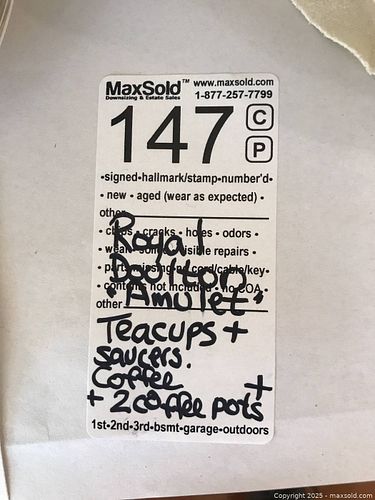 MaxSold™ www.maxsold.com
Downsizing & Estate Sales 1-877-257-7799
147 C
P
•signed•hallmark/stamp•number'd•
• new • aged (wear as expected) •
other
• chips • cracks • holes • odors •
Royal
• wear • soiled • visible repairs •
Doulton
• parts missing • no cord/cable/key•
• contents not included • no COA •
"Amulet"
other
Teacups +
saucers.
Coffee +
+ 2 coffee pots
1st•2nd•3rd•bsmt•garage•outdoors
Copyright © 2025 - maxsold.com